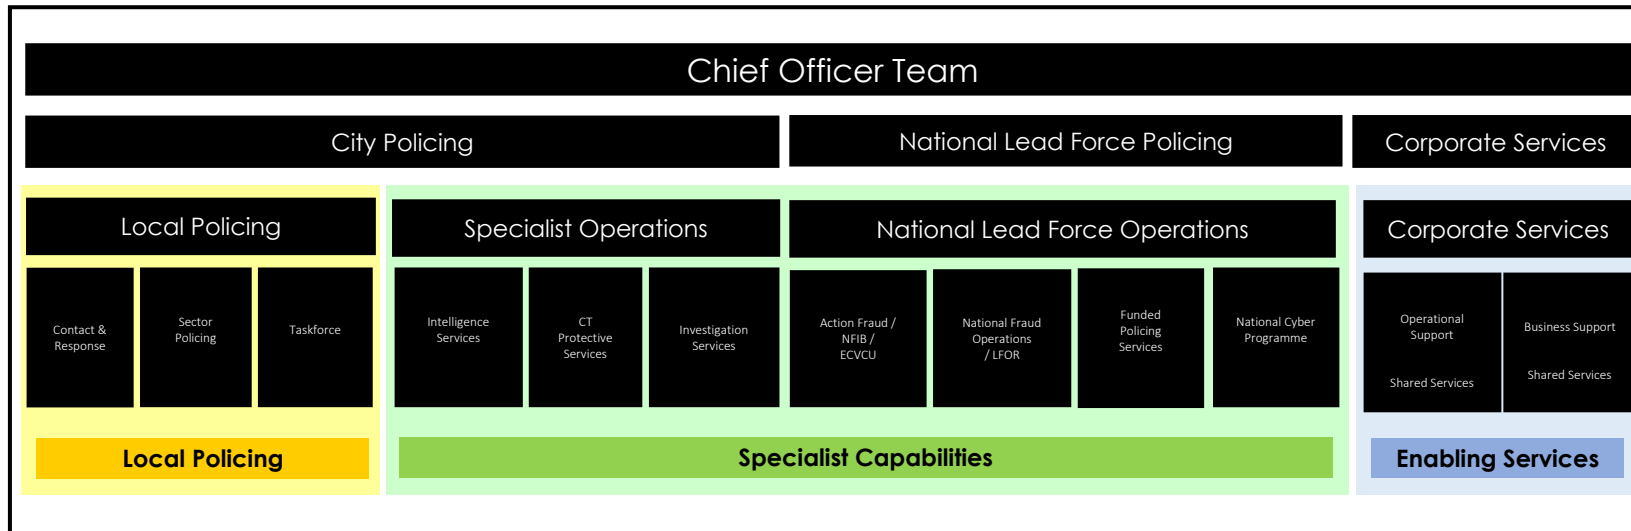 Chief Officer Team
City Policing
National Lead Force Policing
Corporate Services
Local Policing
Specialist Operations
National Lead Force Operations
Corporate Services
Contact &
Response
Sector
Policing
Taskforce
Intelligence
Services
CT
Protective
Services
Investigation
Services
Action Fraud /
NFIB /
ECVCU
National Fraud
Operations
/ LFOR
Funded
Policing
Services
National Cyber
Programme
Operational
Support
Shared Services
Business Support
Shared Services
Local Policing
Specialist Capabilities
Enabling Services